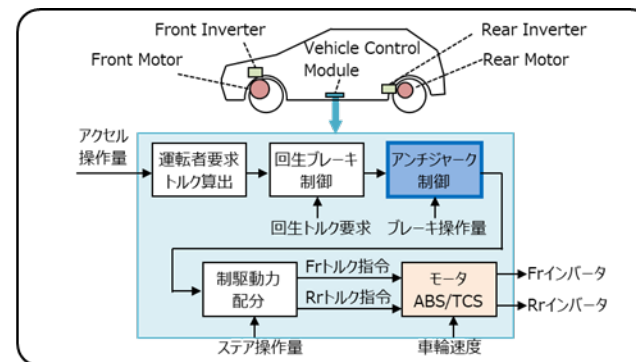 Front Inverter
Front Motor
Vehicle Control
Module
Rear Inverter
Rear Motor
アクセル
操作量
運転者要求
トルク算出
回生ブレーキ
制御
アンチジャーク
制御
回生トルク要求
ブレーキ操作量
制駆動力
配分
Frトルク指令
Rrトルク指令
モータ
ABS/TCS
Frインバータ
Rrインバータ
ステア操作量
車輪速度